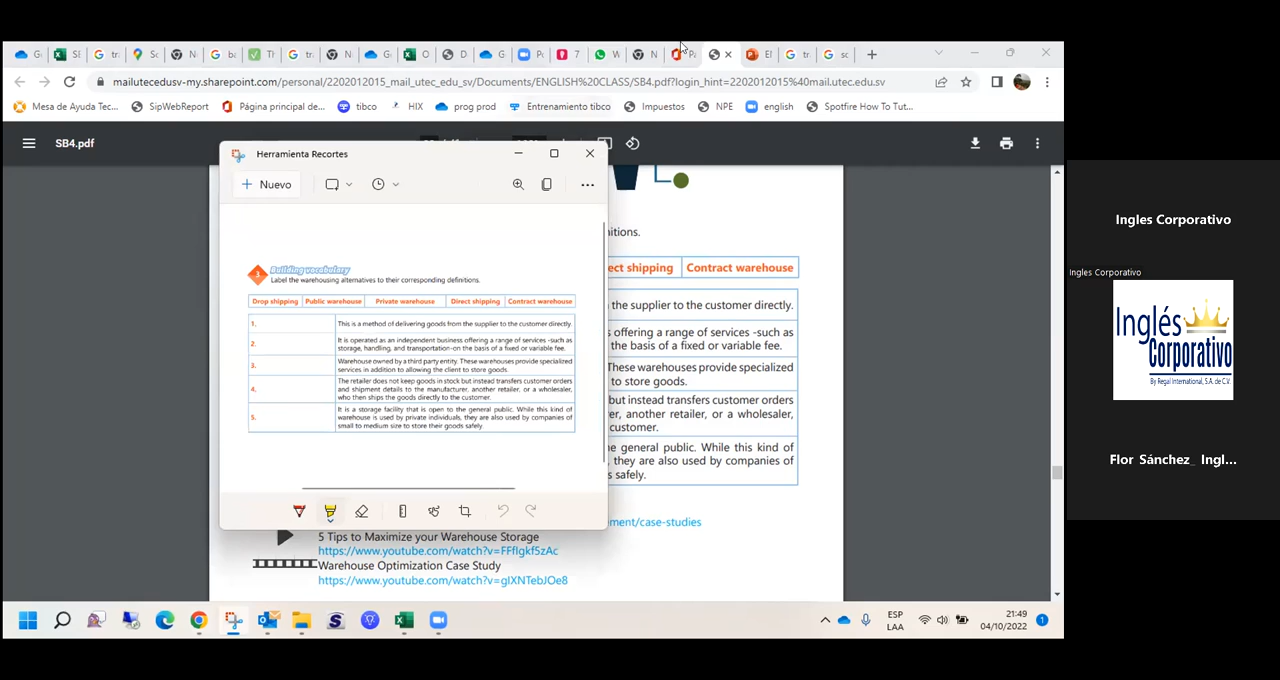 G
SI
G tr
Sc
N
G b
Tl
G tr
N
G
O
D
G
Po
7
W
N
P
El
tr
sc
mailutecedusv-my.sharepoint.com/personal/2202012015_mail_utec_edu_sv/Documents/ENGLISH%20CLASS/SB4.pdf?login_hint=2202012015%40mail.utec.edu.sv
Mesa de Ayuda Tec...
SipWebReport
Página principal de...
tibco
HIX
prog prod
Entrenamiento tibco
Impuestos
NPE
english
Spotfire How To Tut...
SB4.pdf
Herramienta Recortes
Nuevo
3
Building vocabulary
Label the warehousing alternatives to their corresponding definitions.
Drop shipping Public warehouse Private warehouse Direct shipping Contract warehouse
1. This is a method of delivering goods from the supplier to the customer directly.
2. It is operated as an independent business offering a range of services -such as
storage, handling, and transportation-on the basis of a fixed or variable fee.
3. Warehouse owned by a third party entity. These warehouses provide specialized
services in addition to allowing the client to store goods.
4. The retailer does not keep goods in stock but instead transfers customer orders
and shipment details to the manufacturer, another retailer, or a wholesaler,
who then ships the goods directly to the customer.
5. It is a storage facility that is open to the general public. While this kind of
warehouse is used by private individuals, they are also used by companies of
small to medium size to store their goods safely.
nitions.
ect shipping Contract warehouse
the supplier to the customer directly.
s offering a range of services -such as
the basis of a fixed or variable fee.
These warehouses provide specialized
to store goods.
but instead transfers customer orders
er, another retailer, or a wholesaler,
customer.
e general public. While this kind of
, they are also used by companies of
s safely.
ement/case-studies
5 Tips to Maximize your Warehouse Storage
https://www.youtube.com/watch?v=FFfIgkf5zAc
Warehouse Optimization Case Study
https://www.youtube.com/watch?v=gIXNTebJOe8
ESP
LAA
21:49
04/10/2022
1
Ingles Corporativo
Ingles Corporativo
Inglés
Corporativo
By Regal International, S.A. de C.V.
Flor Sánchez_ Ingl...